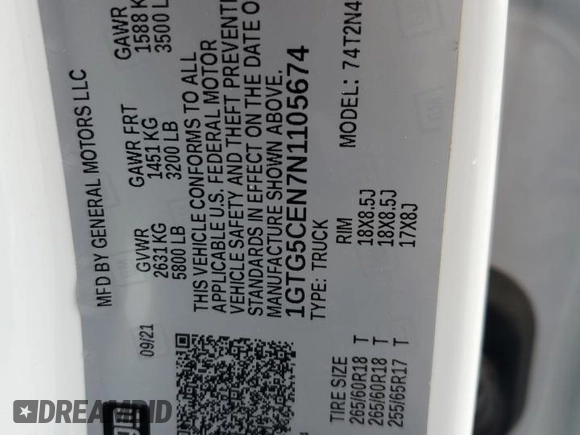 MFD BY GENERAL MOTORS LLC
09/21
GVWR GAWR FRT GAWR
2631 KG 1451 KG 1588 K
5800 LB 3200 LB 3500 L
THIS VEHICLE CONFORMS TO ALL
APPLICABLE U.S. FEDERAL MOTOR
VEHICLE SAFETY AND THEFT PREVENTI
STANDARDS IN EFFECT ON THE DATE O
MANUFACTURE SHOWN ABOVE.
1GTG5CEN7N1105674
TYPE: TRUCK MODEL: 74T2N4
TIRE SIZE RIM
265/60R18 T 18X8.5J
265/60R18 T 18X8.5J
255/65R17 T 17X8J
DREAMBID